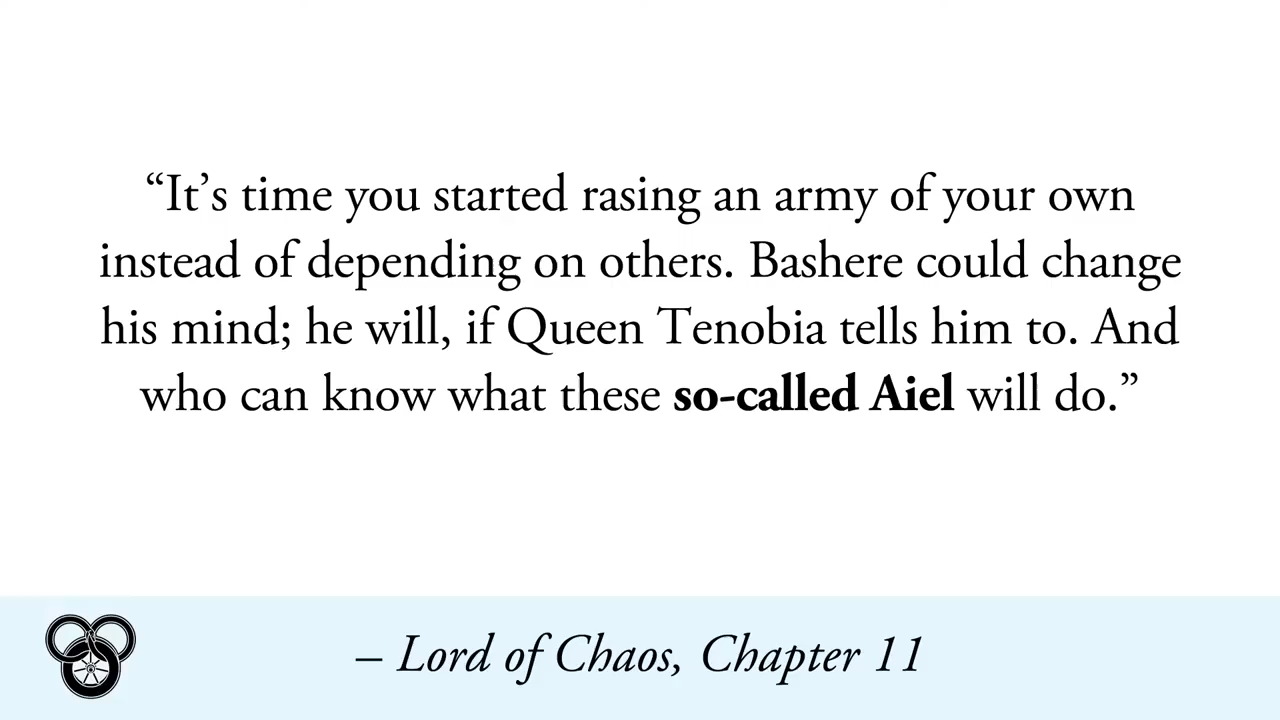 “It’s time you started rasing an army of your own
instead of depending on others. Bashere could change
his mind; he will, if Queen Tenobia tells him to. And
who can know what these so-called Aiel will do.”
– Lord of Chaos, Chapter 11